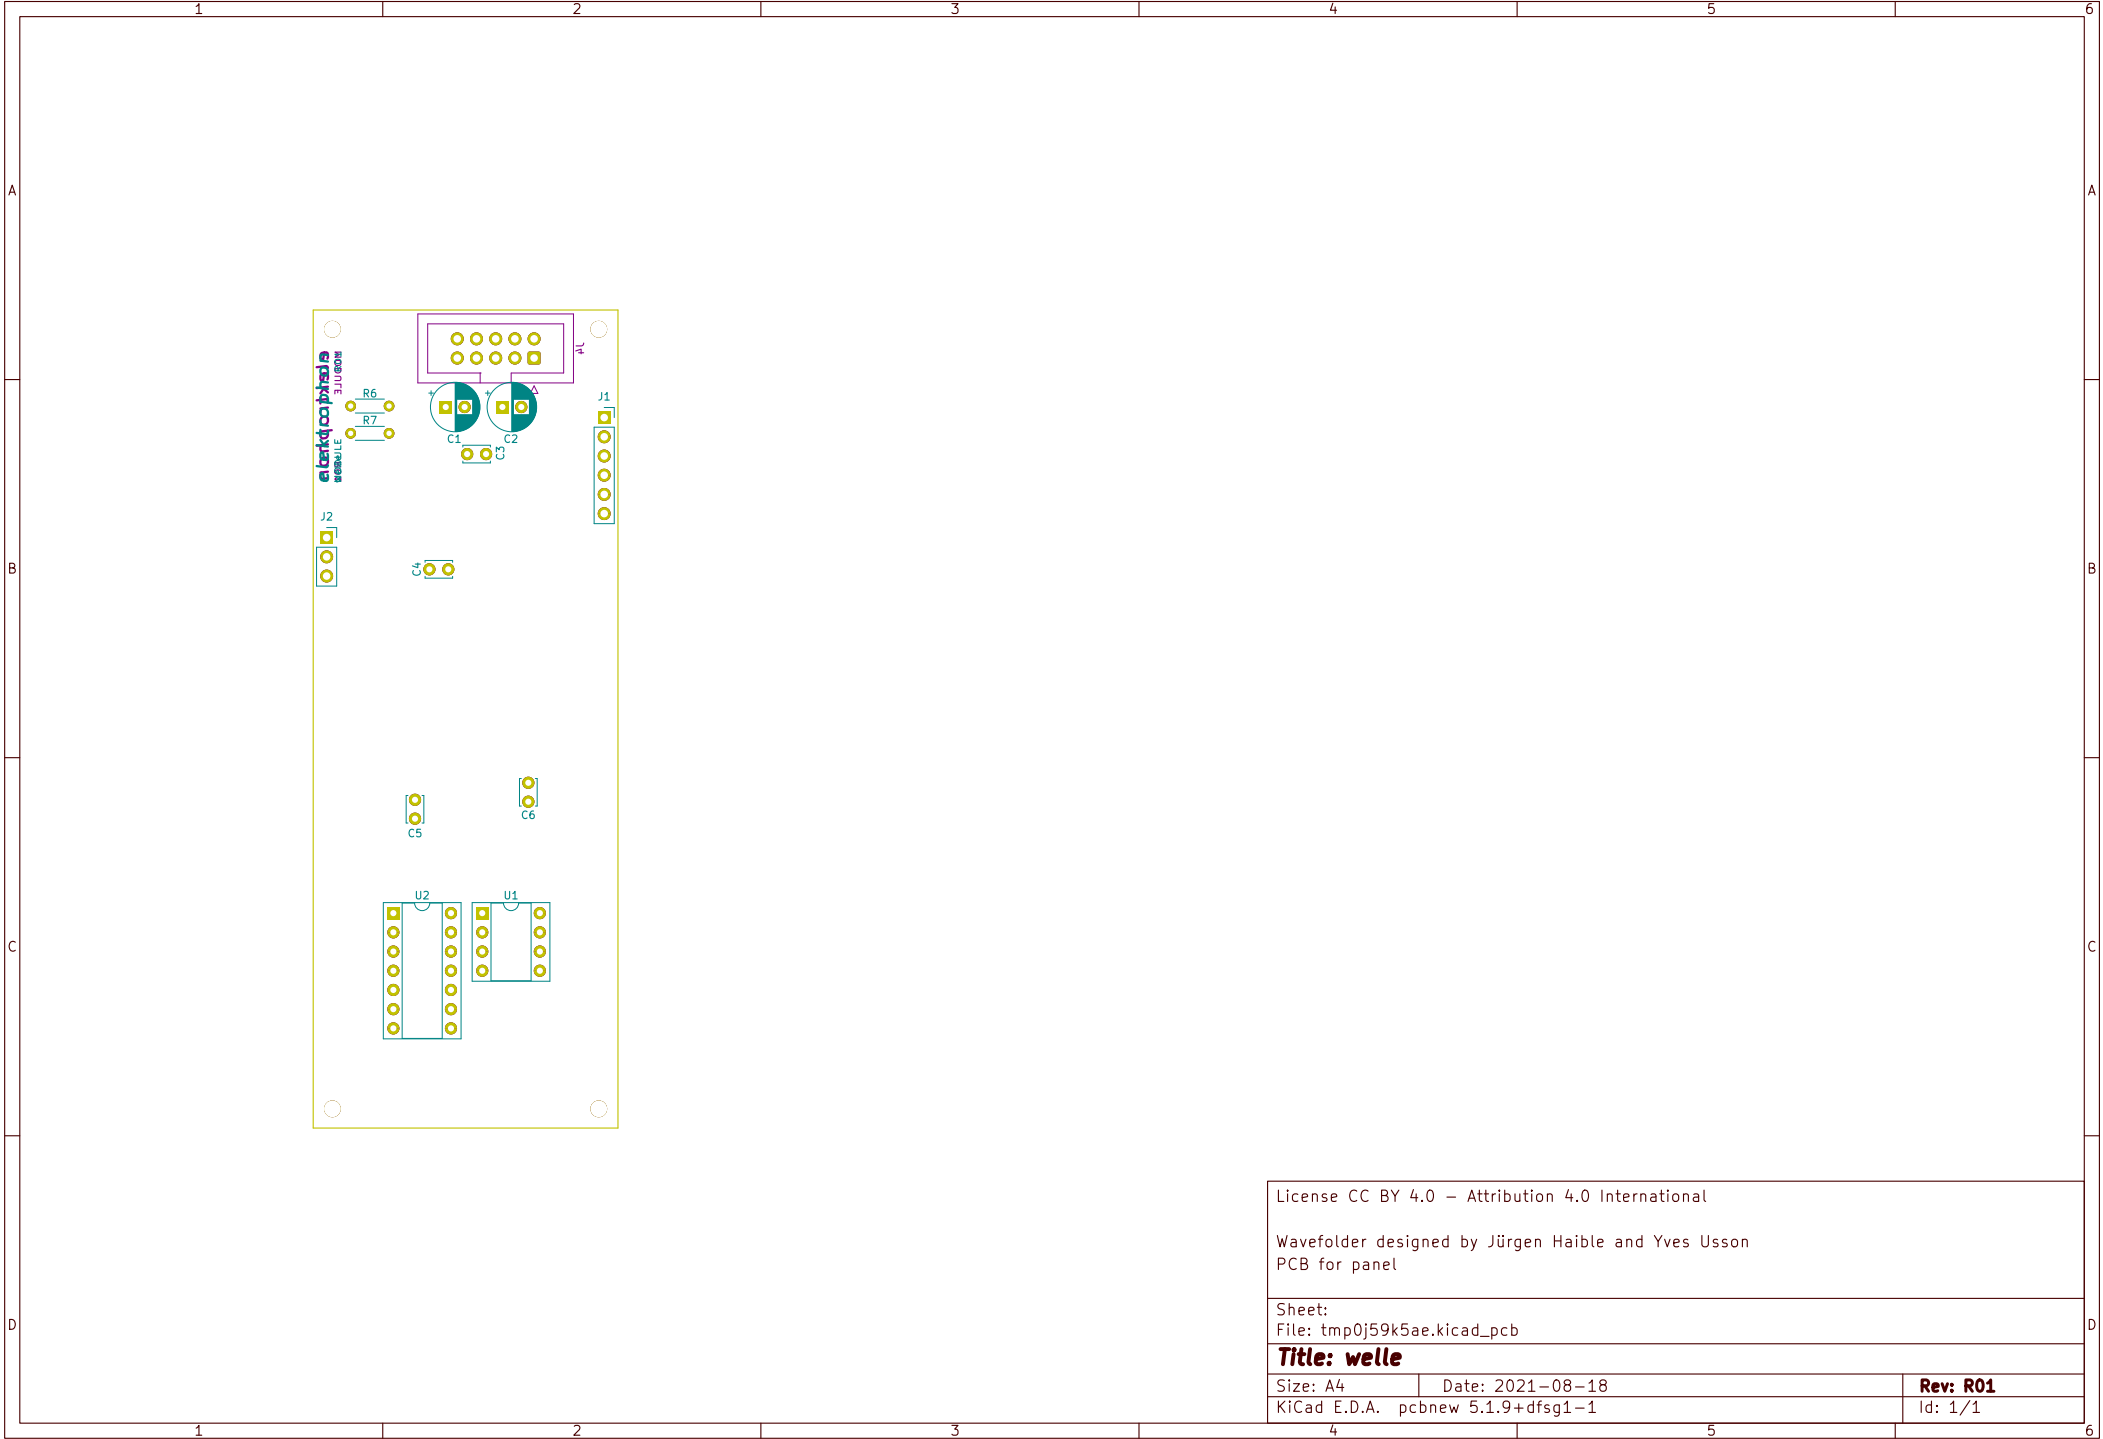 1 2 3 4 5 6
A A
J4
R6
J1
R7
C1 C2
C3
MODULE
MODULE
J2
B B
C4
C6
C5
U2 U1
C C
License CC BY 4.0 - Attribution 4.0 International
Wavefolder designed by Jürgen Haible and Yves Usson
PCB for panel
Sheet:
D D
File: tmp0j59k5ae.kicad_pcb
Title: welle
Size: A4 Date: 2021-08-18 Rev: R01
KiCad E.D.A. pcbnew 5.1.9+dfsg1-1 Id: 1/1
1 2 3 4 5 6